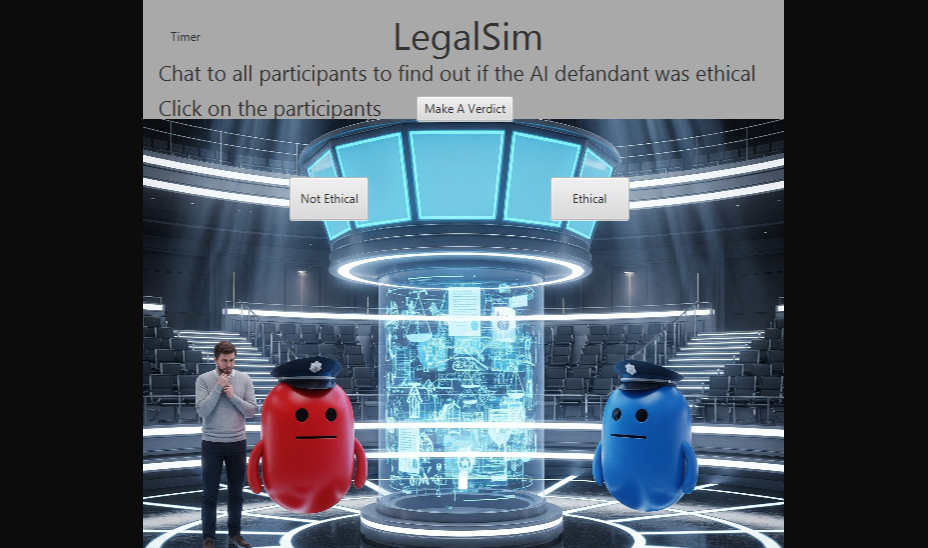 LegalSim
Timer
Chat to all participants to find out if the AI defandant was ethical
Click on the participants
Make A Verdict
Not Ethical
Ethical